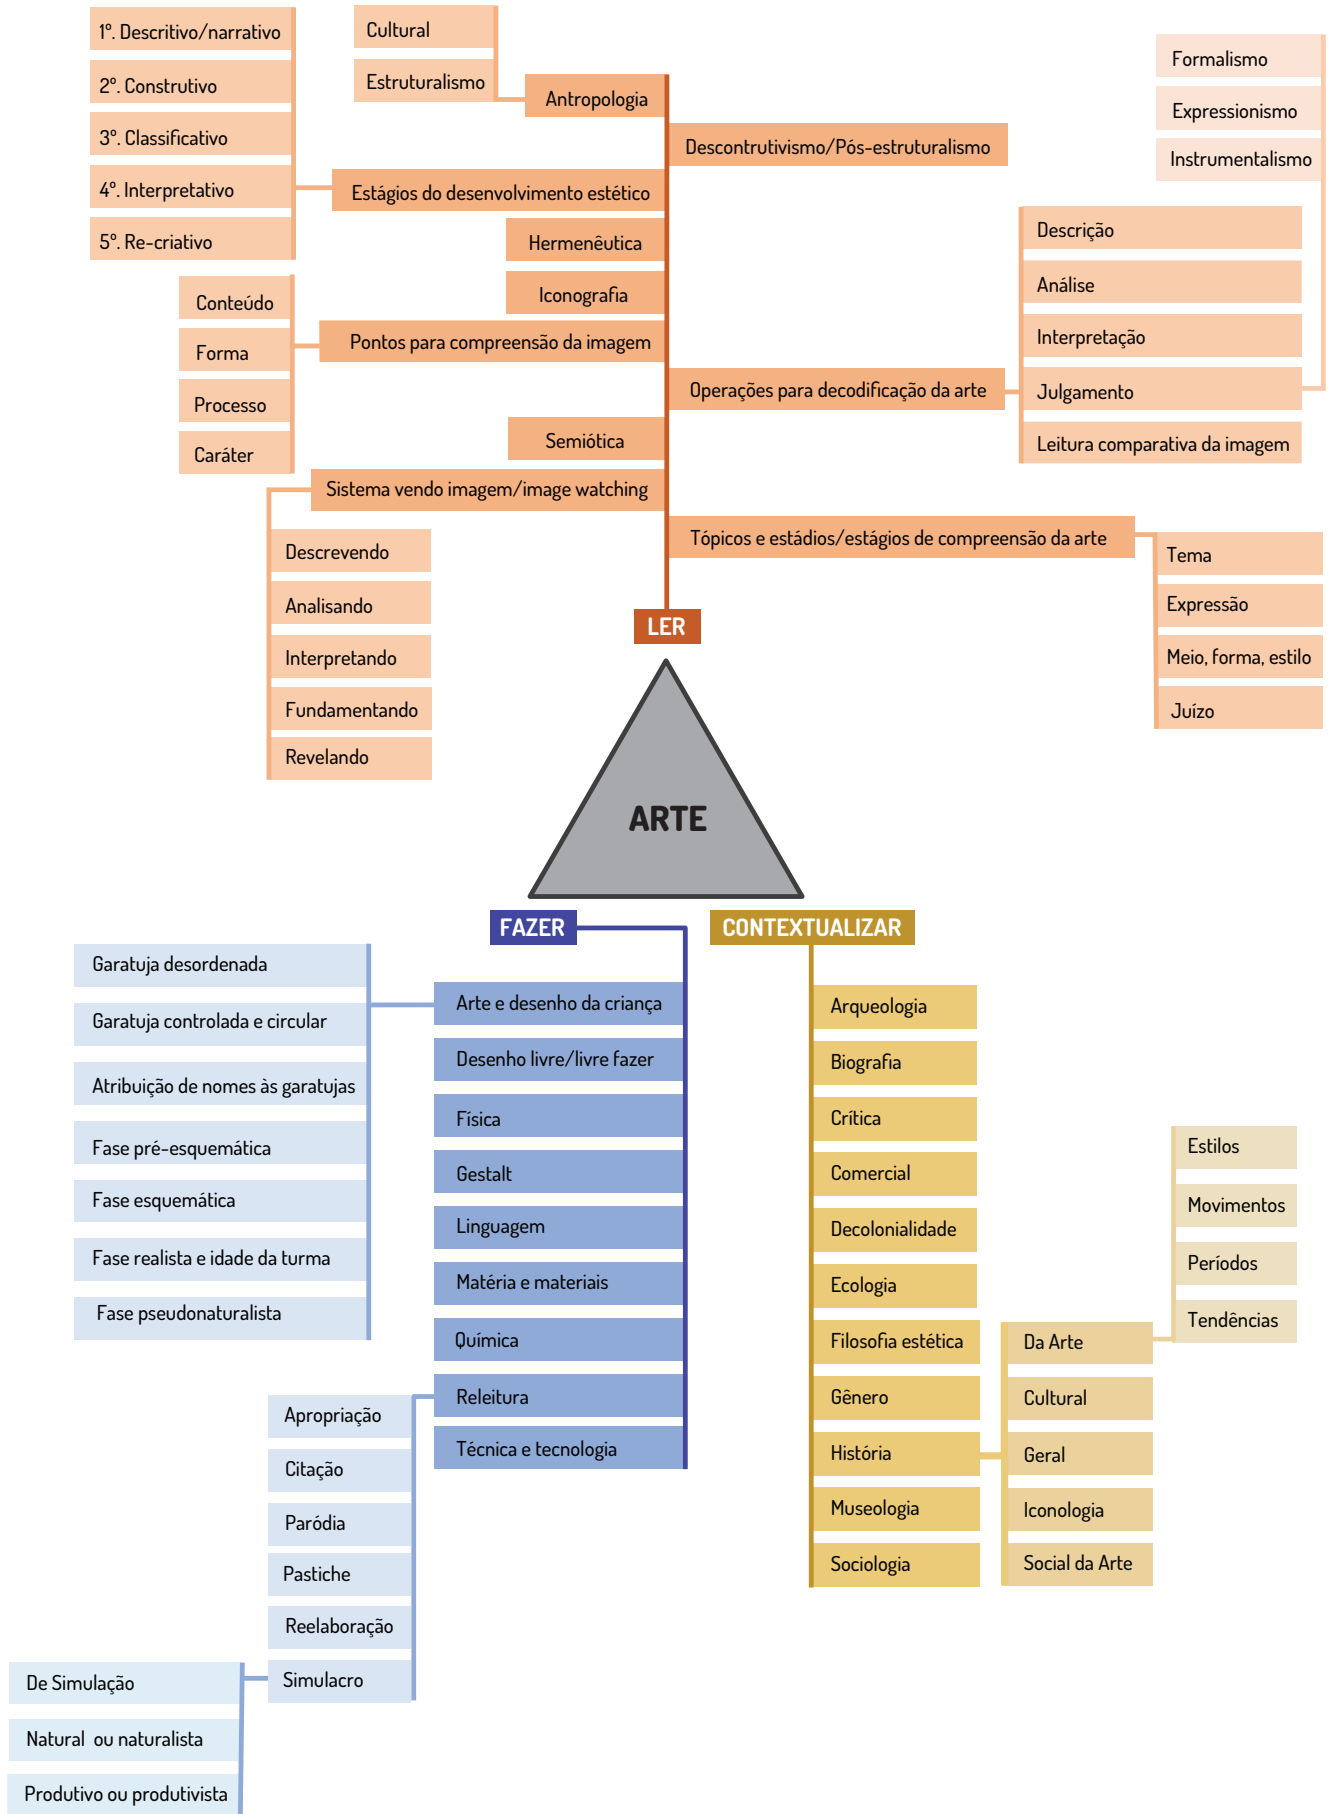 1º. Descritivo/narrativo
2º. Construtivo
3º. Classificativo
4º. Interpretativo
5º. Re-criativo
Cultural
Estruturalismo
Antropologia
Descontrutivismo/Pós-estruturalismo
Estágios do desenvolvimento estético
Hermenêutica
Iconografia
Conteúdo
Forma
Processo
Caráter
Pontos para compreensão da imagem
Formalismo
Expressionismo
Instrumentalismo
Descrição
Análise
Interpretação
Julgamento
Leitura comparativa da imagem
Operações para decodificação da arte
Semiótica
Sistema vendo imagem/image watching
Descrevendo
Analisando
Interpretando
Fundamentando
Revelando
Tópicos e estádios/estágios de compreensão da arte
Tema
Expressão
Meio, forma, estilo
Juízo
LER
ARTE
FAZER
CONTEXTUALIZAR
Garatuja desordenada
Garatuja controlada e circular
Atribuição de nomes às garatujas
Fase pré-esquemática
Fase esquemática
Fase realista e idade da turma
Fase pseudonaturalista
Arte e desenho da criança
Desenho livre/livre fazer
Física
Gestalt
Linguagem
Matéria e materiais
Química
Releitura
Técnica e tecnologia
Apropriação
Citação
Paródia
Pastiche
Reelaboração
Simulacro
De Simulação
Natural ou naturalista
Produtivo ou produtivista
Arqueologia
Biografia
Crítica
Comercial
Decolonialidade
Ecologia
Filosofia estética
Gênero
História
Museologia
Sociologia
Da Arte
Cultural
Geral
Iconologia
Social da Arte
Estilos
Movimentos
Períodos
Tendências